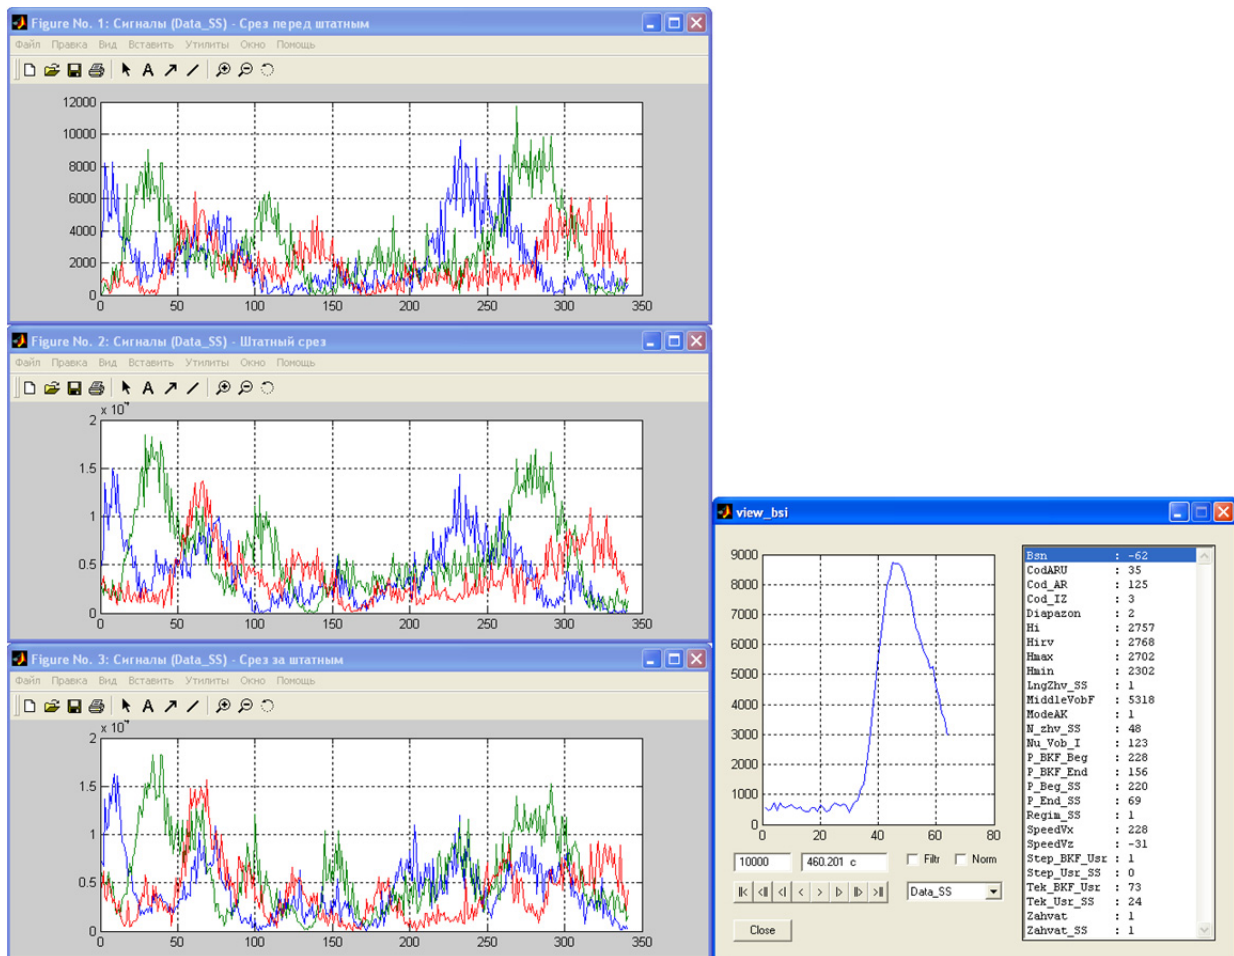 Figure No. 1: Сигналы (Data_SS) - Срез перед штатным
Файл Правка Вид Вставить Утилиты Окно Помощь
A
12000
10000
8000
6000
4000
2000
0
0 50 100 150 200 250 300 350
Figure No. 2: Сигналы (Data_SS) - Штатный срез
Файл Правка Вид Вставить Утилиты Окно Помощь
A
x 10^4
2
1.5
1
0.5
0
0 50 100 150 200 250 300 350
Figure No. 3: Сигналы (Data_SS) - Срез за штатным
Файл Правка Вид Вставить Утилиты Окно Помощь
A
x 10^4
2
1.5
1
0.5
0
0 50 100 150 200 250 300 350
view_bsi
9000
8000
7000
6000
5000
4000
3000
2000
1000
0
0 20 40 60 80
10000 460.201 c Filtr Norm
Data_SS
Close
Bsn : -62
CodARU : 35
Cod_AR : 125
Cod_IZ : 3
Diapazon : 2
Hi : 2757
Hirv : 2768
Hmax : 2702
Hmin : 2302
LngZhv_SS : 1
MiddleVobF : 5318
ModeAK : 1
N_zhv_SS : 48
Nu_Vob_I : 123
P_BKF_Beg : 228
P_BKF_End : 156
P_Beg_SS : 220
P_End_SS : 69
Regim_SS : 1
SpeedVx : 228
SpeedVz : -31
Step_BKF_Usr : 1
Step_Usr_SS : 0
Tek_BKF_Usr : 73
Tek_Usr_SS : 24
Zahvat : 1
Zahvat_SS : 1